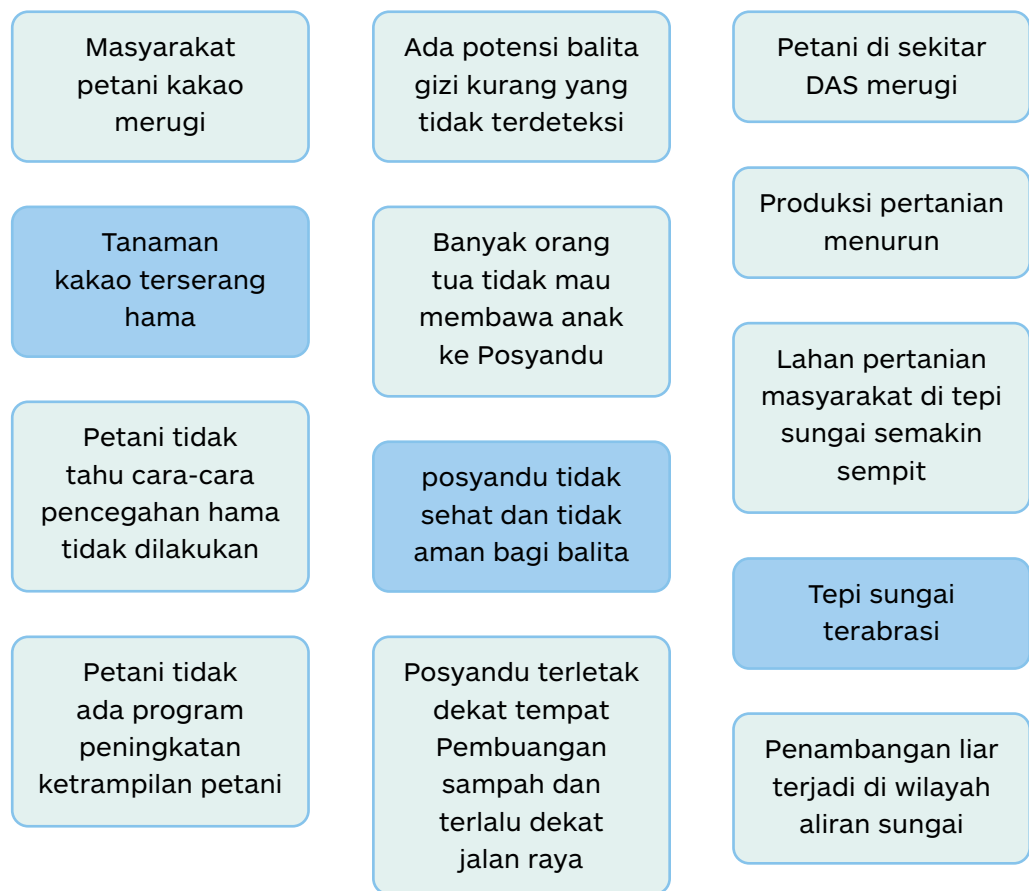 Masyarakat
petani kakao
merugi
Tanaman
kakao terserang
hama
Petani tidak
tahu cara-cara
pencegahan hama
tidak dilakukan
Petani tidak
ada program
peningkatan
ketrampilan petani
Ada potensi balita
gizi kurang yang
tidak terdeteksi
Banyak orang
tua tidak mau
membawa anak
ke Posyandu
posyandu tidak
sehat dan tidak
aman bagi balita
Posyandu terletak
dekat tempat
Pembuangan
sampah dan
terlalu dekat
jalan raya
Petani di sekitar
DAS merugi
Produksi pertanian
menurun
Lahan pertanian
masyarakat di tepi
sungai semakin
sempit
Tepi sungai
terabrasi
Penambangan liar
terjadi di wilayah
aliran sungai